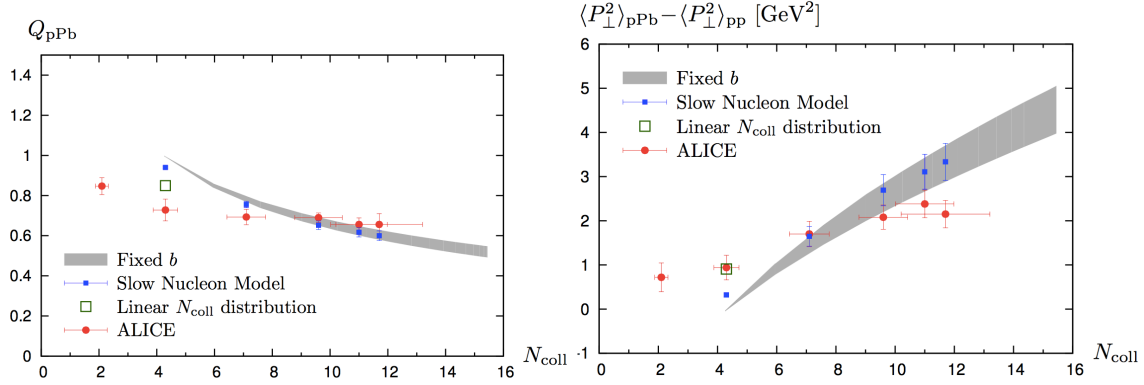 Q_pPb
1.4
1.2
1
0.8
0.6
0.4
0.2
0
Fixed b
Slow Nucleon Model
Linear N_coll distribution
ALICE
0 2 4 6 8 10 12 14 16
N_coll
⟨P⊥²⟩pPb−⟨P⊥²⟩pp [GeV²]
6
5
4
3
2
1
0
-1
Fixed b
Slow Nucleon Model
Linear N_coll distribution
ALICE
0 2 4 6 8 10 12 14 16
N_coll